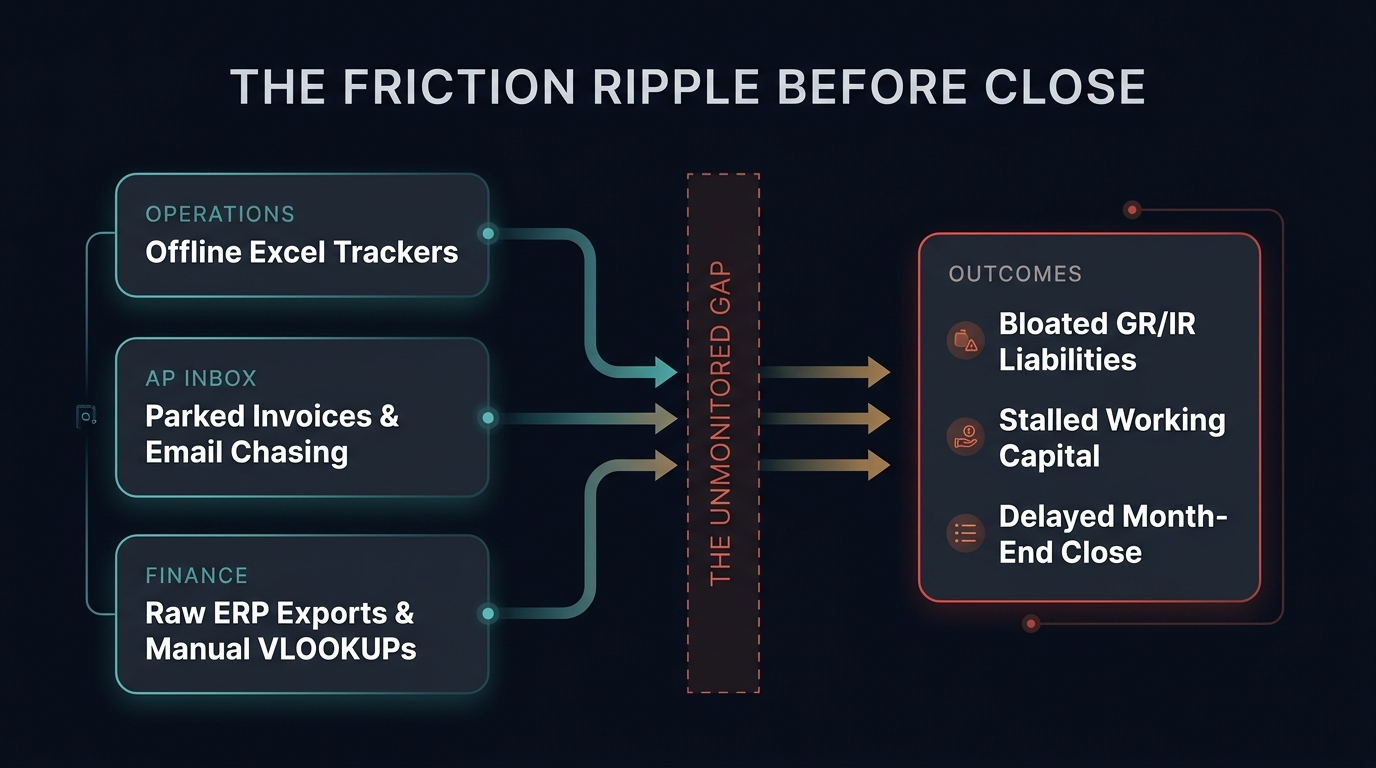 THE FRICTION RIPPLE BEFORE CLOSE
OPERATIONS
Offline Excel Trackers
AP INBOX
Parked Invoices &
Email Chasing
FINANCE
Raw ERP Exports &
Manual VLOOKUPs
THE UNMONITORED GAP
OUTCOMES
Bloated GR/IR
Liabilities
Stalled Working
Capital
Delayed Month-
End Close